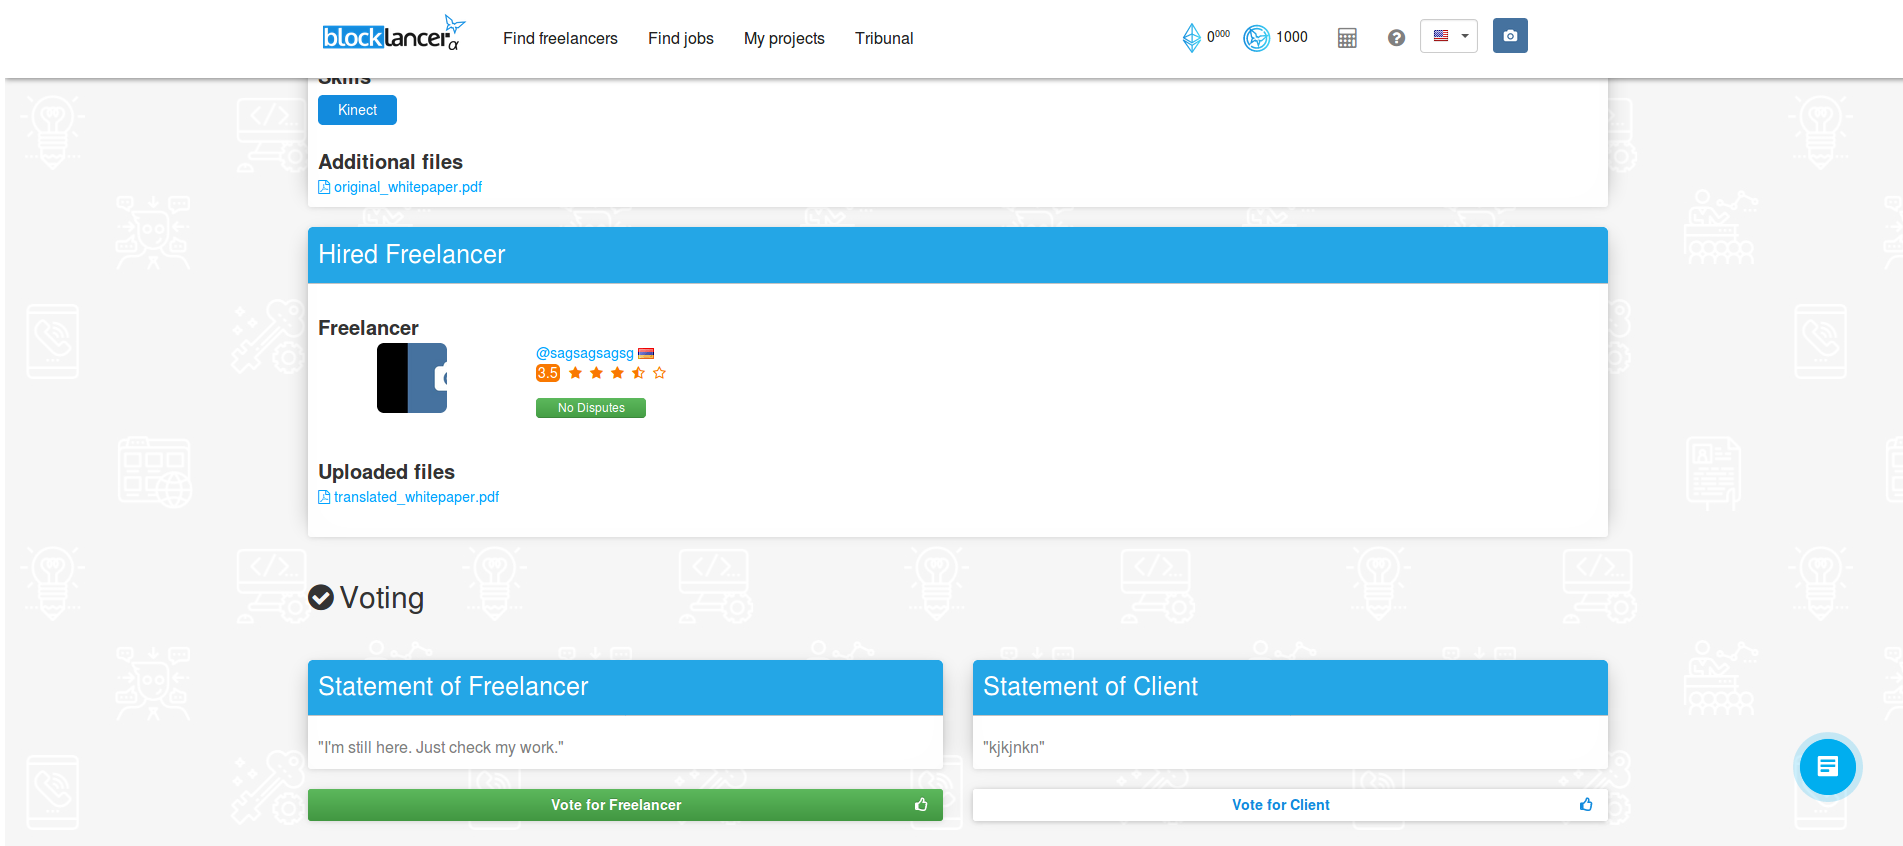 blocklancer α
Find freelancers
Find jobs
My projects
Tribunal
0000
1000
Skills
Kinect
Additional files
original_whitepaper.pdf
Hired Freelancer
Freelancer
@sagsagsagsg
3.5
No Disputes
Uploaded files
translated_whitepaper.pdf
Voting
Statement of Freelancer
"I'm still here. Just check my work."
Vote for Freelancer
Statement of Client
"kjkjnkn"
Vote for Client